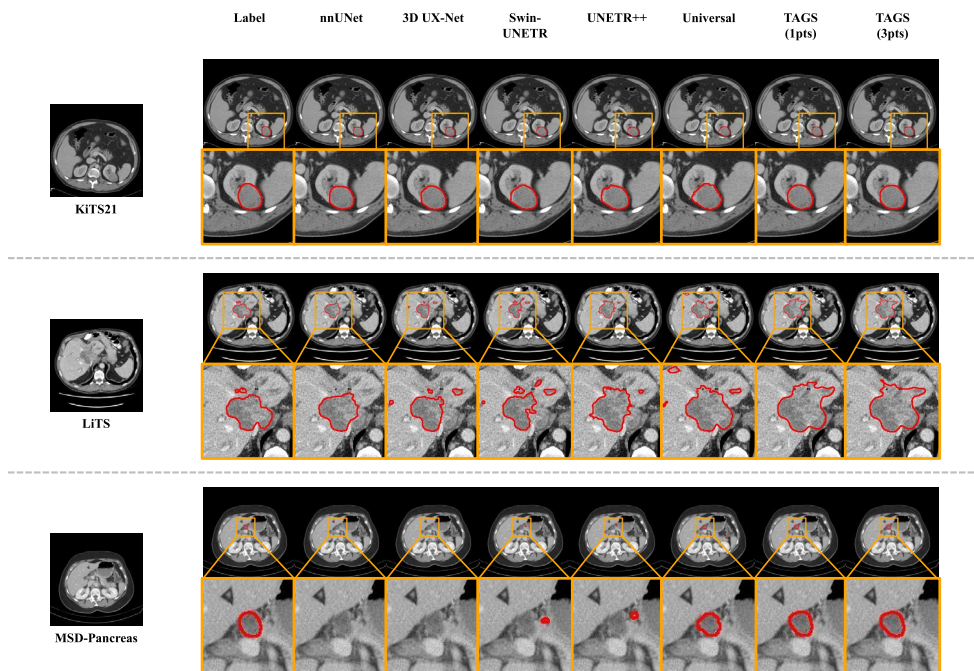 Label nnUNet 3D UX-Net Swin- UNETR++ Universal TAGS TAGS
UNETR (1pts) (3pts)
KiTS21
LiTS
MSD-Pancreas